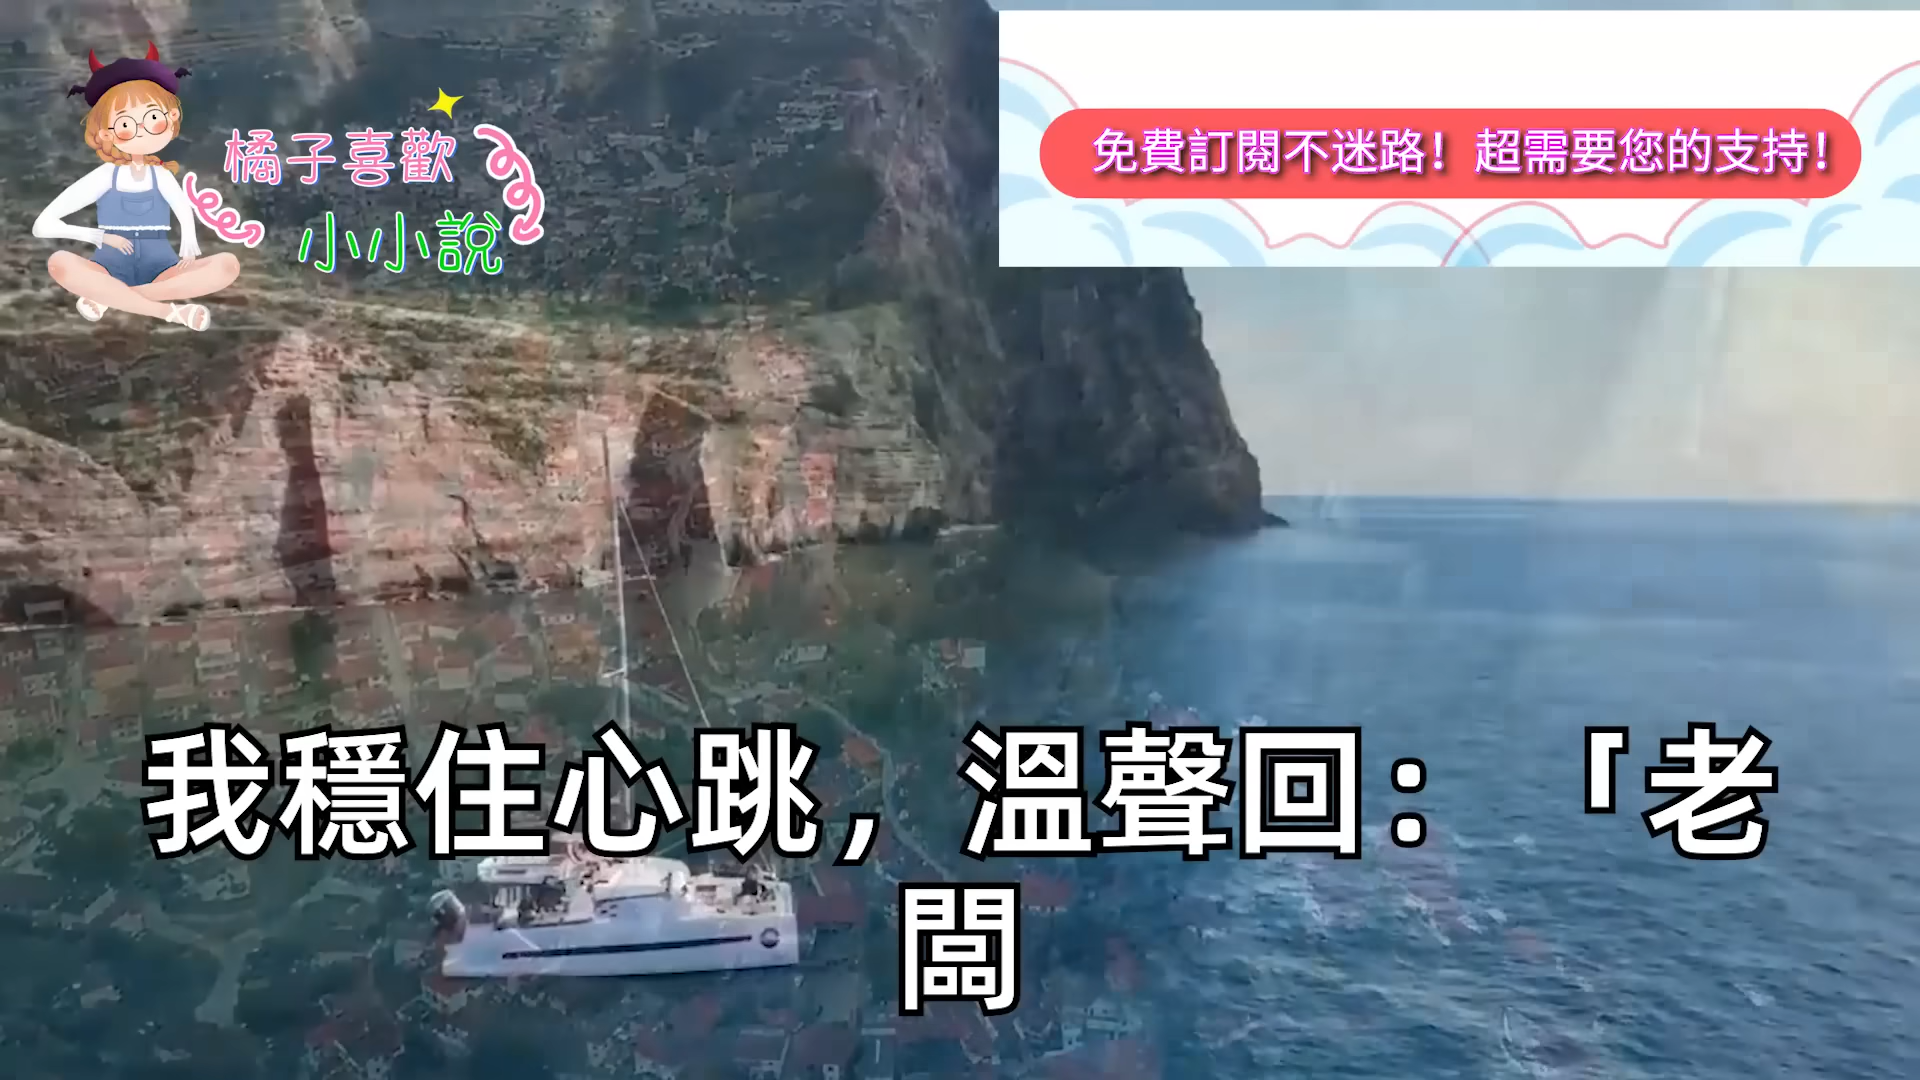 橘子喜歡
小小說
免費訂閱不迷路！超需要您的支持！
我穩住心跳，溫聲回：「老
闆